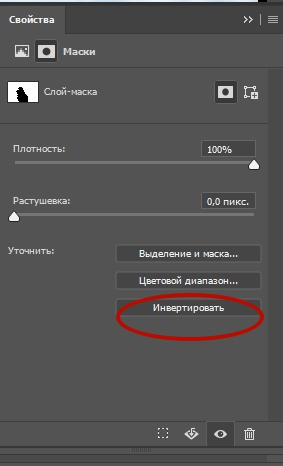 Свойства
Маски
Слой-маска
Плотность: 100%
Растушевка: 0,0 пикс.
Уточнить: Выделение и маска...
Цветовой диапазон...
Инвертировать